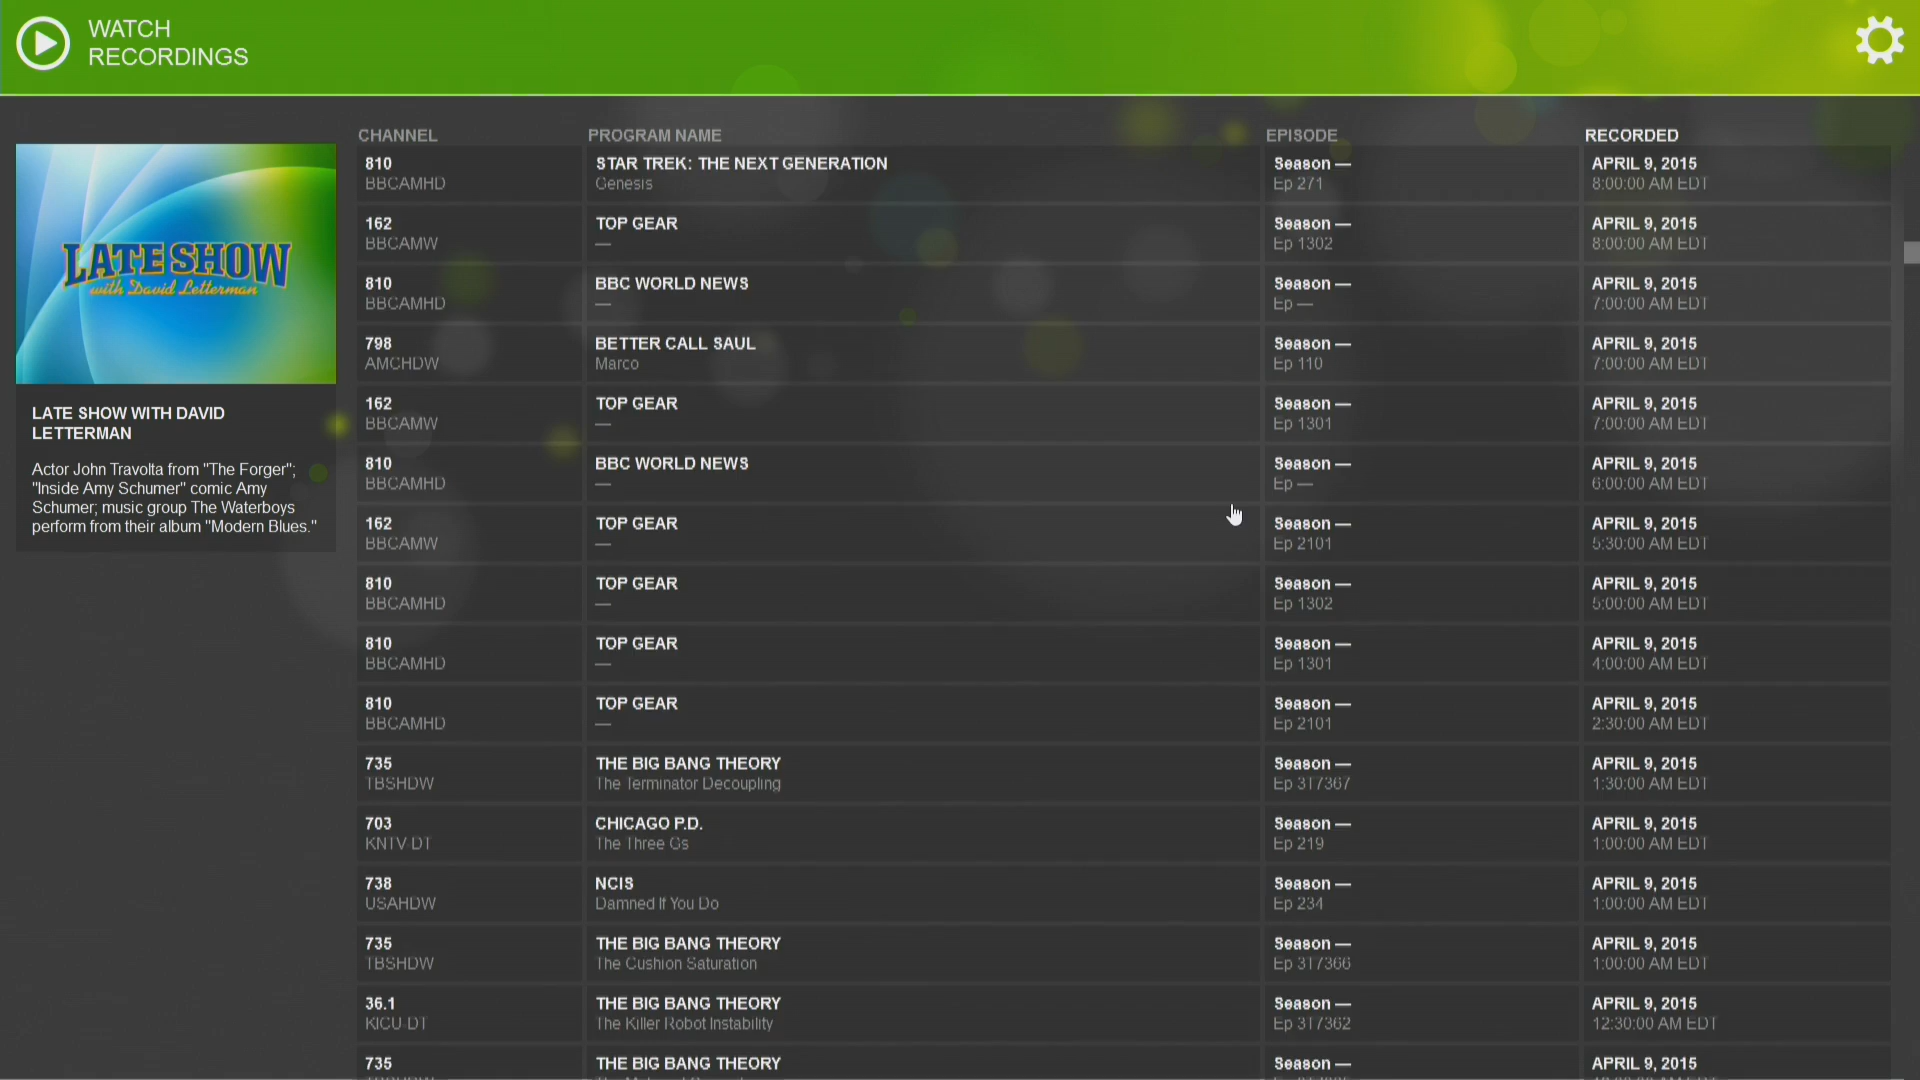 WATCH
RECORDINGS
LATE SHOW
with David Letterman
LATE SHOW WITH DAVID
LETTERMAN
Actor John Travolta from "The Forger";
"Inside Amy Schumer" comic Amy
Schumer; music group The Waterboys
perform from their album "Modern Blues."
CHANNEL PROGRAM NAME EPISODE RECORDED
810 STAR TREK: THE NEXT GENERATION Season — APRIL 9, 2015
BBCAMHD Genesis Ep 271 8:00:00 AM EDT
162 TOP GEAR Season — APRIL 9, 2015
BBCAMW — Ep 1302 8:00:00 AM EDT
810 BBC WORLD NEWS Season — APRIL 9, 2015
BBCAMHD — Ep — 7:00:00 AM EDT
798 BETTER CALL SAUL Season — APRIL 9, 2015
AMCHDW Marco Ep 110 7:00:00 AM EDT
162 TOP GEAR Season — APRIL 9, 2015
BBCAMW — Ep 1301 7:00:00 AM EDT
810 BBC WORLD NEWS Season — APRIL 9, 2015
BBCAMHD — Ep — 6:00:00 AM EDT
162 TOP GEAR Season — APRIL 9, 2015
BBCAMW — Ep 2101 5:30:00 AM EDT
810 TOP GEAR Season — APRIL 9, 2015
BBCAMHD — Ep 1302 5:00:00 AM EDT
810 TOP GEAR Season — APRIL 9, 2015
BBCAMHD — Ep 1301 4:00:00 AM EDT
810 TOP GEAR Season — APRIL 9, 2015
BBCAMHD — Ep 2101 2:30:00 AM EDT
735 THE BIG BANG THEORY Season — APRIL 9, 2015
TBSHDW The Terminator Decoupling Ep 3T7367 1:30:00 AM EDT
703 CHICAGO P.D. Season — APRIL 9, 2015
KNTV-DT The Three Gs Ep 219 1:00:00 AM EDT
738 NCIS Season — APRIL 9, 2015
USAHDW Damned If You Do Ep 234 1:00:00 AM EDT
735 THE BIG BANG THEORY Season — APRIL 9, 2015
TBSHDW The Cushion Saturation Ep 3T7366 1:00:00 AM EDT
36.1 THE BIG BANG THEORY Season — APRIL 9, 2015
KICU-DT The Killer Robot Instability Ep 3T7362 12:30:00 AM EDT
735 THE BIG BANG THEORY Season — APRIL 9, 2015